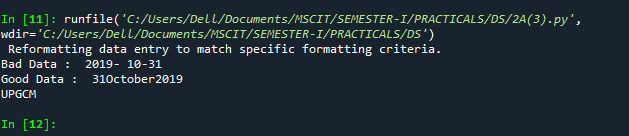 In [11]: runfile('C:/Users/Dell/Documents/MSCIT/SEMESTER-I/PRACTICALS/DS/2A(3).py',
wdir='C:/Users/Dell/Documents/MSCIT/SEMESTER-I/PRACTICALS/DS')
 Reformatting data entry to match specific formatting criteria.
Bad Data :  2019- 10-31
Good Data :  31October2019
UPGCM
In [12]: